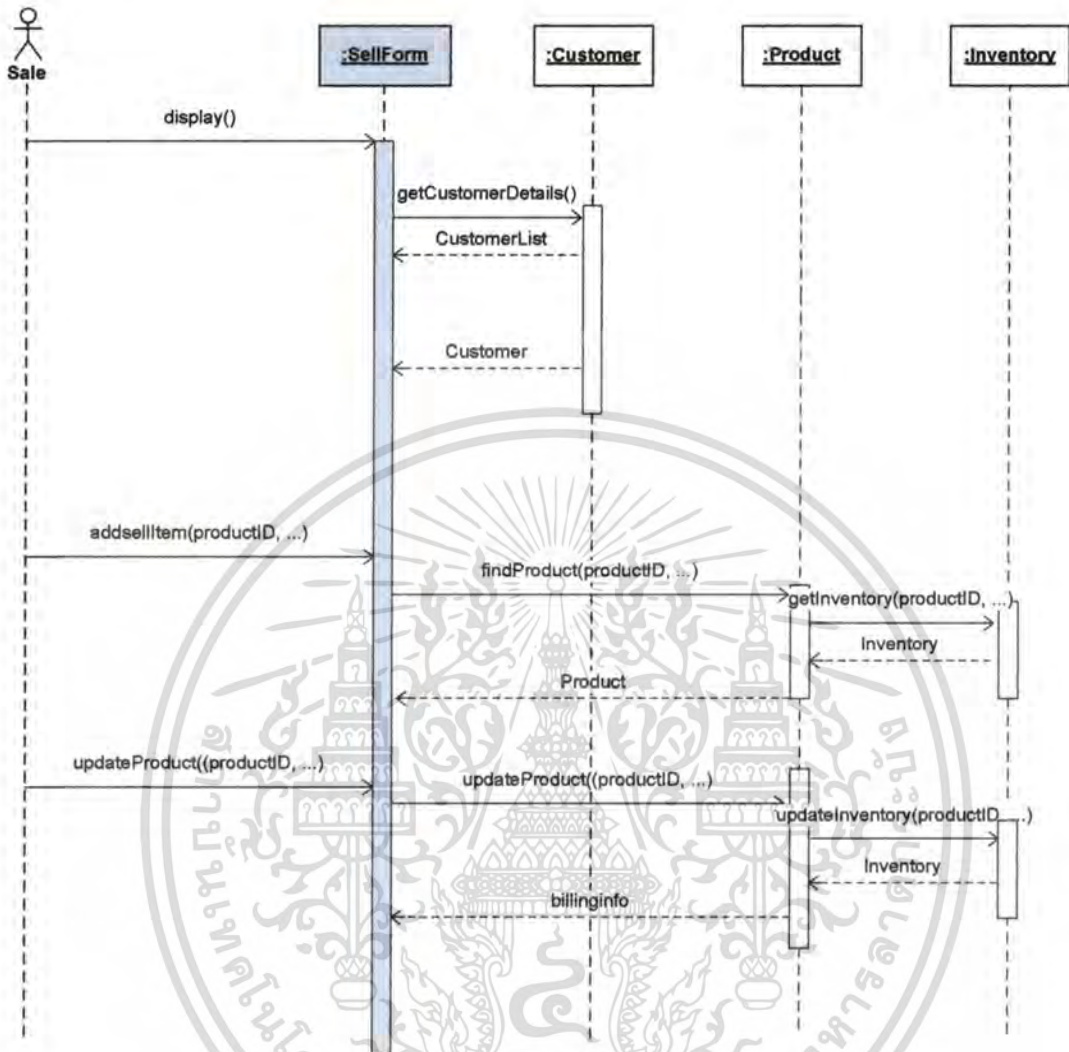 Sale
:SellForm
:Customer
:Product
:Inventory
display()
getCustomerDetails()
CustomerList
Customer
addsellItem(productID, ...)
findProduct(productID, ...)
getInventory(productID, ...)
Inventory
Product
updateProduct((productID, ...)
updateProduct((productID, ...)
updateInventory(productID, ...)
Inventory
billinginfo